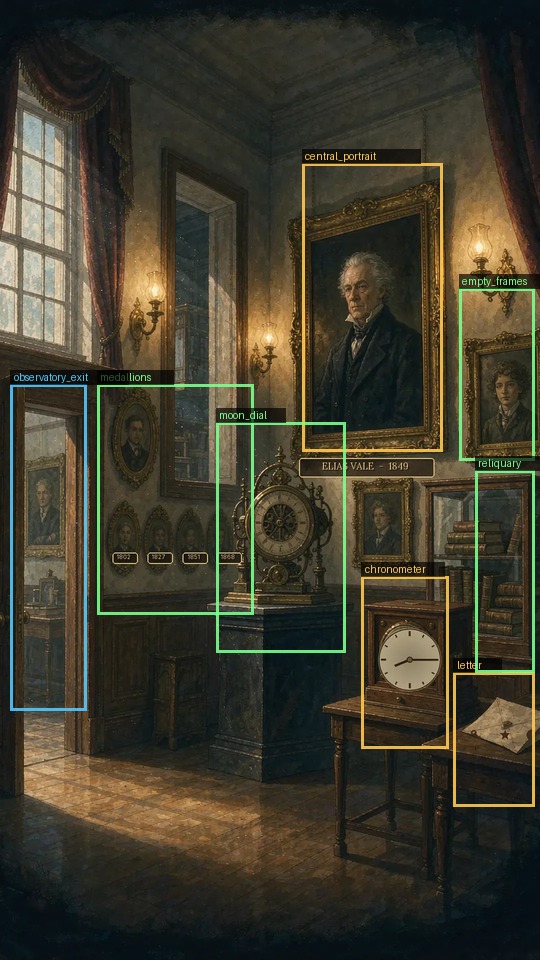 central_portrait
empty_frames
observatory_exit
medallions
moon_dial
ELIAS VALE - 1849
reliquary
1802
1827
1851
1868
chronometer
letter